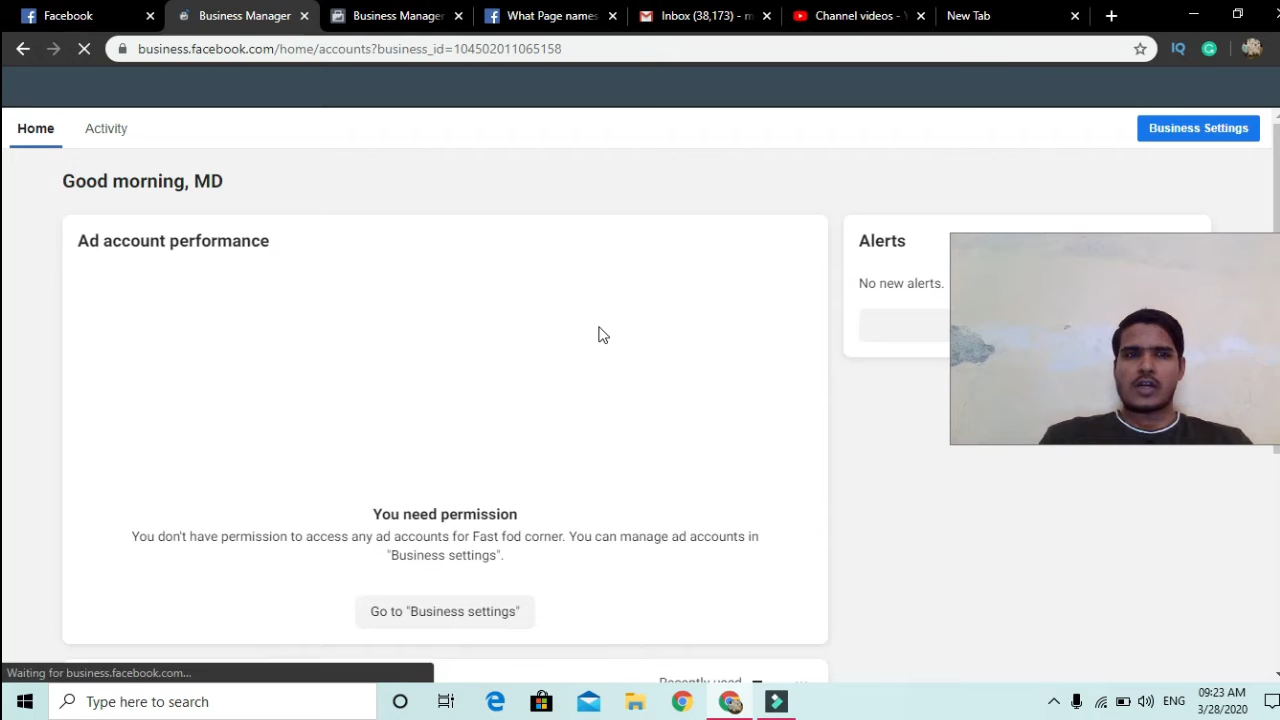 Facebook
Business Manager
Business Manager
What Page names
Inbox (38,173) - m
Channel videos - Y
New Tab
business.facebook.com/home/accounts?business_id=104502011065158
IQ
Home
Activity
Business Settings
Good morning, MD
Ad account performance
Alerts
No new alerts.
You need permission
You don't have permission to access any ad accounts for Fast fod corner. You can manage ad accounts in
"Business settings".
Go to "Business settings"
Waiting for business.facebook.com...
Recently used
Type here to search
ENG
09:23 AM
3/28/2020